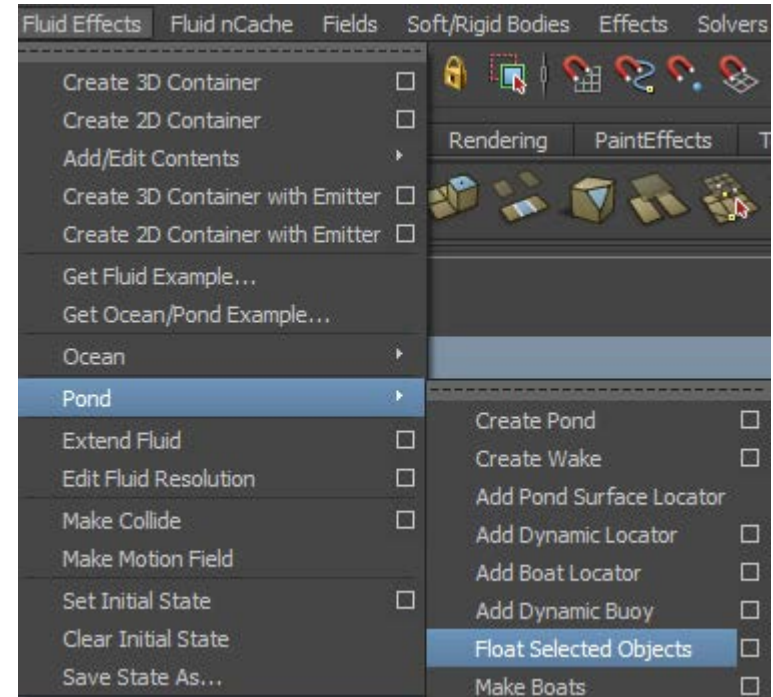 Fluid Effects Fluid nCache Fields Soft/Rigid Bodies Effects Solvers
Create 3D Container
Create 2D Container
Add/Edit Contents
Create 3D Container with Emitter
Create 2D Container with Emitter
Get Fluid Example...
Get Ocean/Pond Example...
Ocean
Pond
Extend Fluid
Edit Fluid Resolution
Make Collide
Make Motion Field
Set Initial State
Clear Initial State
Save State As...
Rendering PaintEffects T
Create Pond
Create Wake
Add Pond Surface Locator
Add Dynamic Locator
Add Boat Locator
Add Dynamic Buoy
Float Selected Objects
Make Boats